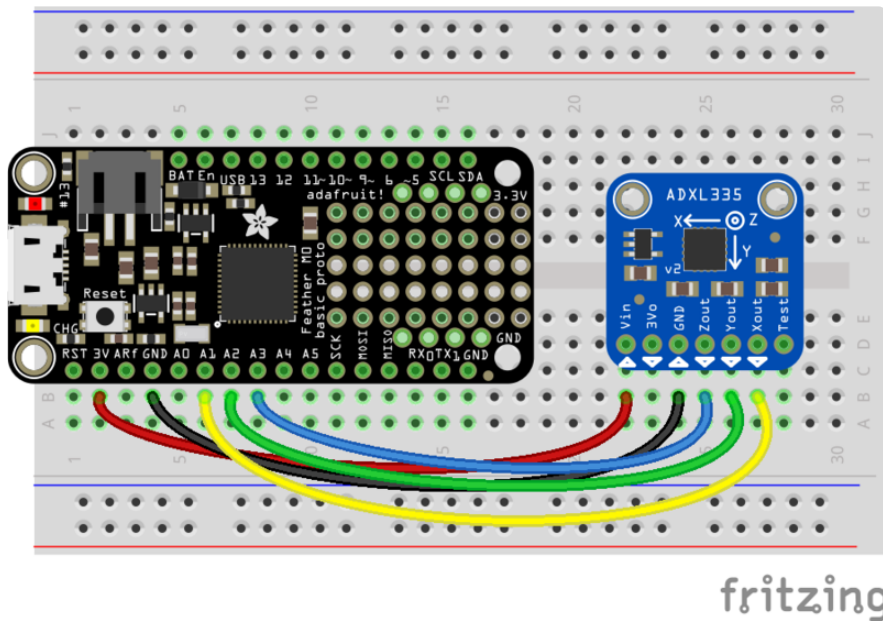 1 5 10 15 20 25 30
J J
I I
H H
G G
F F
BAT En USB 13 12 11~ 10~ 9~ 6 ~5 SCL SDA
adafruit! 3.3V
#13
Feather M0
basic proto
Reset
CHG
RST 3V ARf GND A0 A1 A2 A3 A4 A5 SCK MoSI MISO RX0 TX1 GND
GND
ADXL335
X Z
Y
v2
Vin 3Vo GND Zout Yout Xout Test
E
D
C
B B
A A
5 15 20 25 30
fritzing